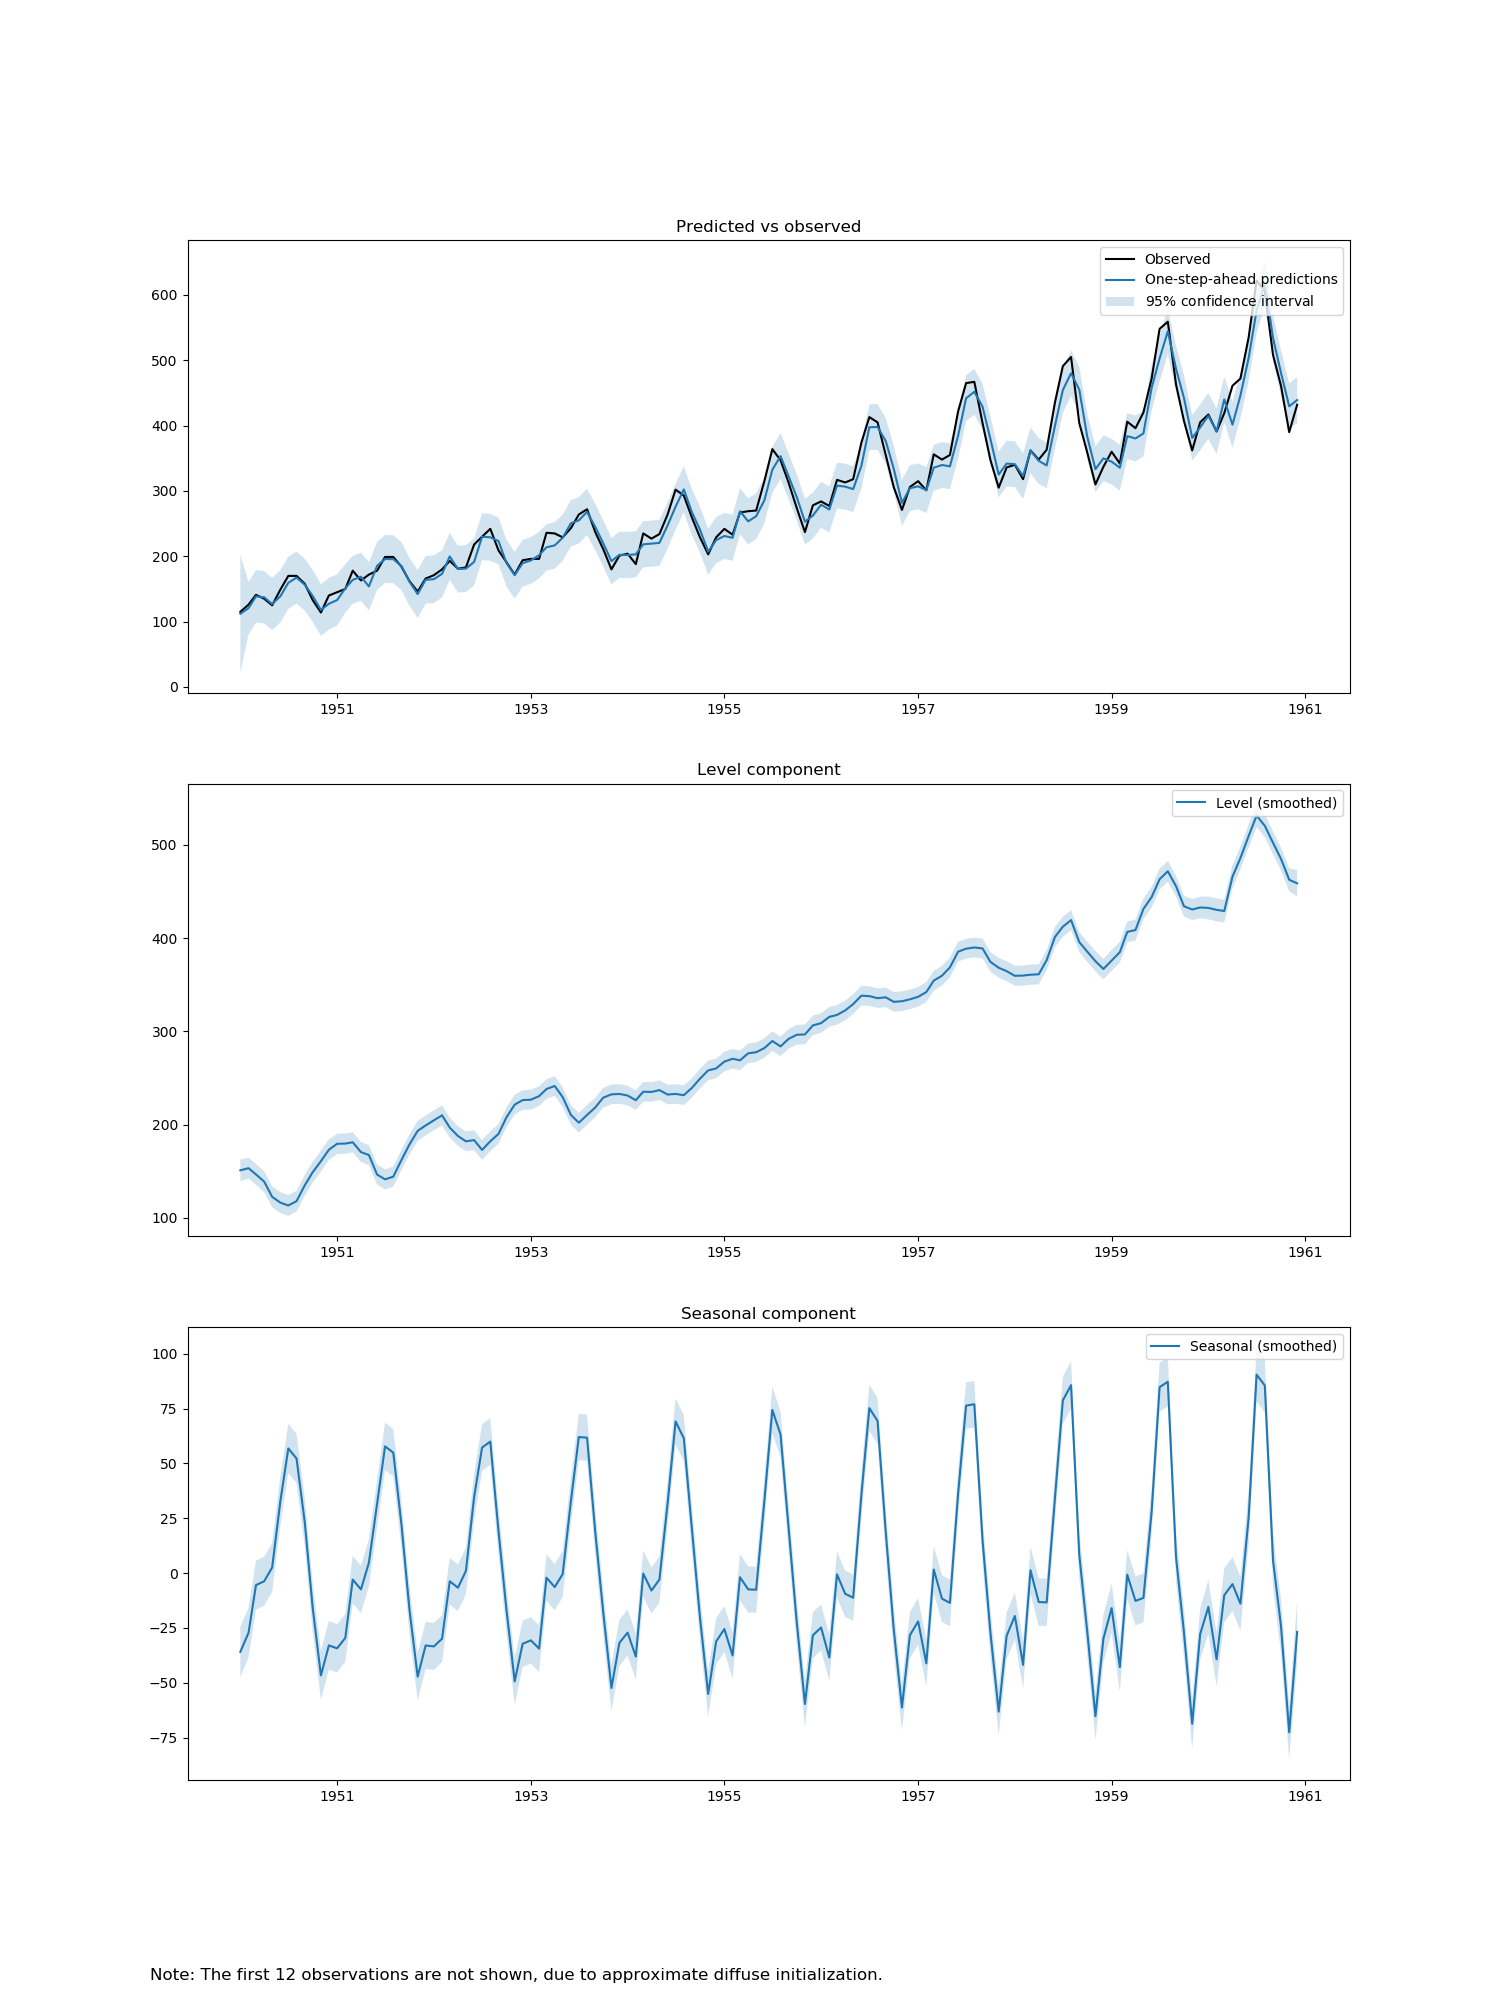 Predicted vs observed
Observed
One-step-ahead predictions
95% confidence interval
600
500
400
300
200
100
0
1951 1953 1955 1957 1959 1961
Level component
Level (smoothed)
500
400
300
200
100
1951 1953 1955 1957 1959 1961
Seasonal component
Seasonal (smoothed)
100
75
50
25
0
−25
−50
−75
1951 1953 1955 1957 1959 1961
Note: The first 12 observations are not shown, due to approximate diffuse initialization.